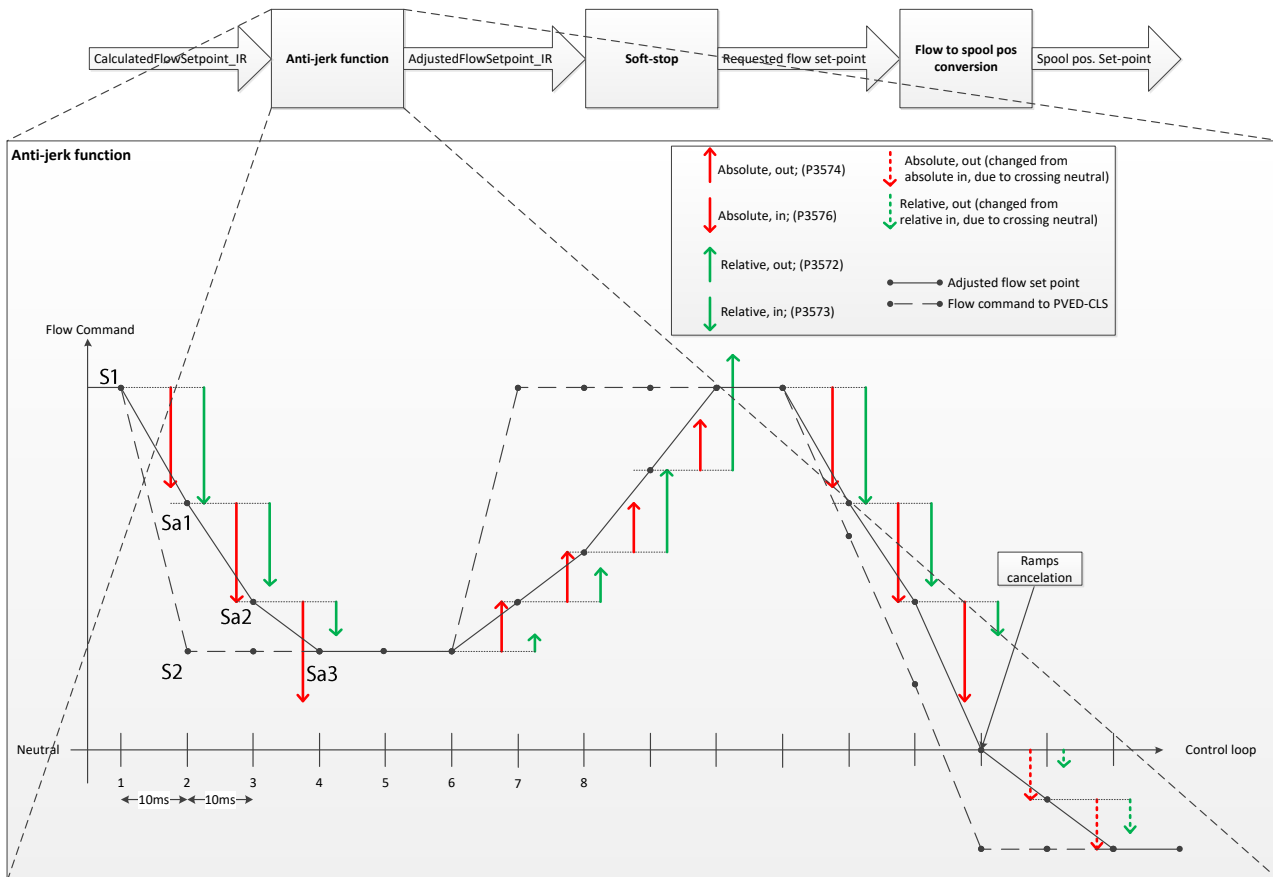 CalculatedFlowSetpoint_IR
Anti-jerk function
AdjustedFlowSetpoint_IR
Soft-stop
Requested flow set-point
Flow to spool pos
conversion
Spool pos. Set-point
Anti-jerk function
Absolute, out; (P3574)
Absolute, in; (P3576)
Relative, out; (P3572)
Relative, in; (P3573)
Absolute, out (changed from
absolute in, due to crossing neutral)
Relative, out (changed from
relative in, due to crossing neutral)
Adjusted flow set point
Flow command to PVED-CLS
Flow Command
S1
Sa1
Sa2
S2
Sa3
Ramps
cancelation
Neutral
Control loop
1
2
3
4
5
6
7
8
10ms
10ms